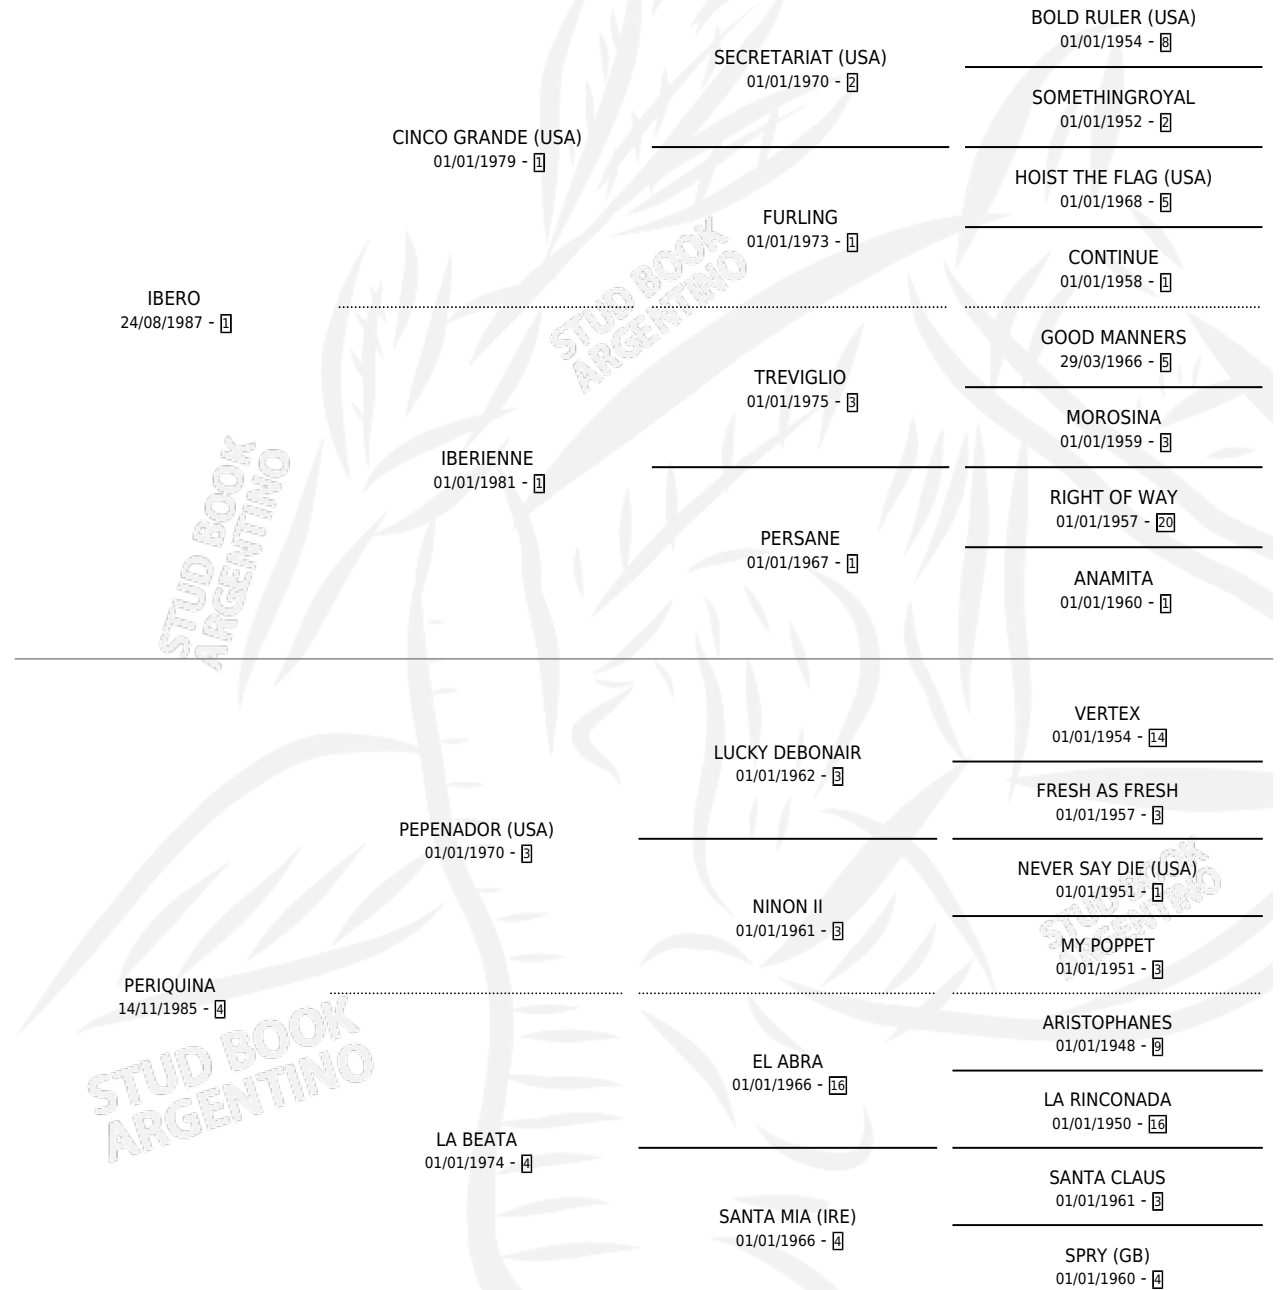 BOLD RULER (USA)
01/01/1954 - 8
SECRETARIAT (USA)
01/01/1970 - 2
SOMETHINGROYAL
01/01/1952 - 2
CINCO GRANDE (USA)
01/01/1979 - 1
HOIST THE FLAG (USA)
01/01/1968 - 5
FURLING
01/01/1973 - 1
CONTINUE
01/01/1958 - 1
IBERO
24/08/1987 - 1
GOOD MANNERS
29/03/1966 - 5
TREVIGLIO
01/01/1975 - 3
MOROSINA
01/01/1959 - 3
IBERIENNE
01/01/1981 - 1
RIGHT OF WAY
01/01/1957 - 20
PERSANE
01/01/1967 - 1
ANAMITA
01/01/1960 - 1
VERTEX
01/01/1954 - 14
LUCKY DEBONAIR
01/01/1962 - 3
FRESH AS FRESH
01/01/1957 - 3
PEPENADOR (USA)
01/01/1970 - 3
NEVER SAY DIE (USA)
01/01/1951 - 1
NINON II
01/01/1961 - 3
MY POPPET
01/01/1951 - 3
PERIQUINA
14/11/1985 - 4
ARISTOPHANES
01/01/1948 - 9
EL ABRA
01/01/1966 - 16
LA RINCONADA
01/01/1950 - 16
LA BEATA
01/01/1974 - 4
SANTA CLAUS
01/01/1961 - 3
SANTA MIA (IRE)
01/01/1966 - 4
SPRY (GB)
01/01/1960 - 4
STUD BOOK
ARGENTINO
STUD BOOK
ARGENTINO
STUD BOOK
ARGENTINO
STUD BOOK
ARGENTINO